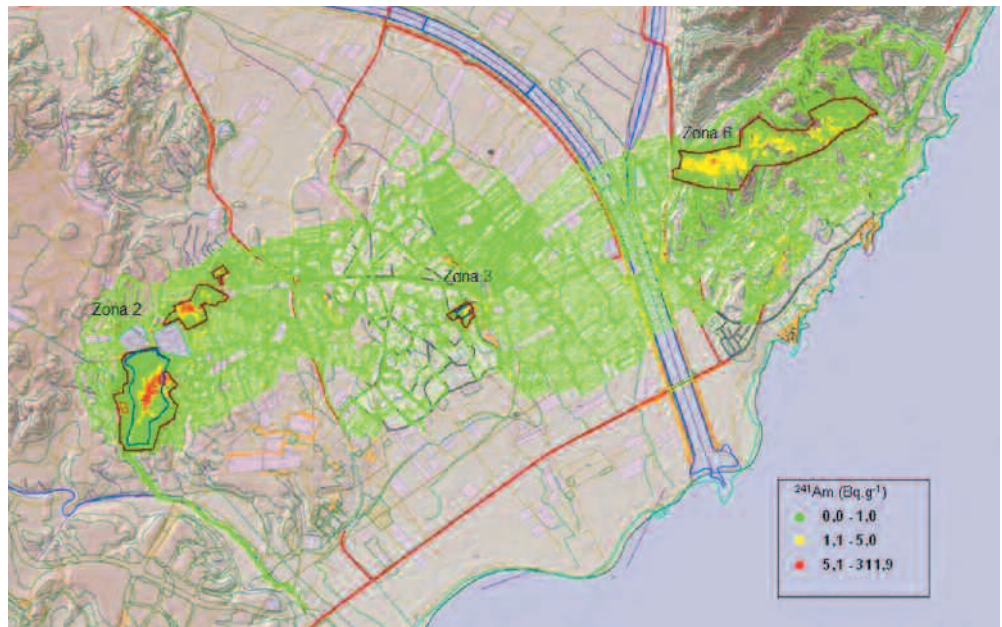 Zona 6
Zona 3
Zona 2
²⁴¹Am (Bq.g⁻¹)
0,0 - 1,0
1,1 - 5,0
5,1 - 311,9